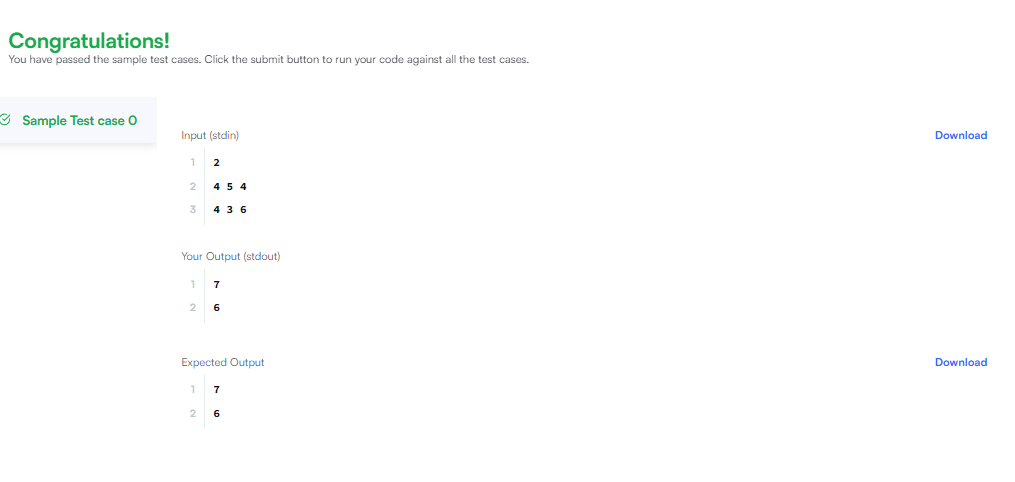 Congratulations!
You have passed the sample test cases. Click the submit button to run your code against all the test cases.
Sample Test case 0
Input (stdin)
Download
1 2
2 4 5 4
3 4 3 6
Your Output (stdout)
1 7
2 6
Expected Output
Download
1 7
2 6